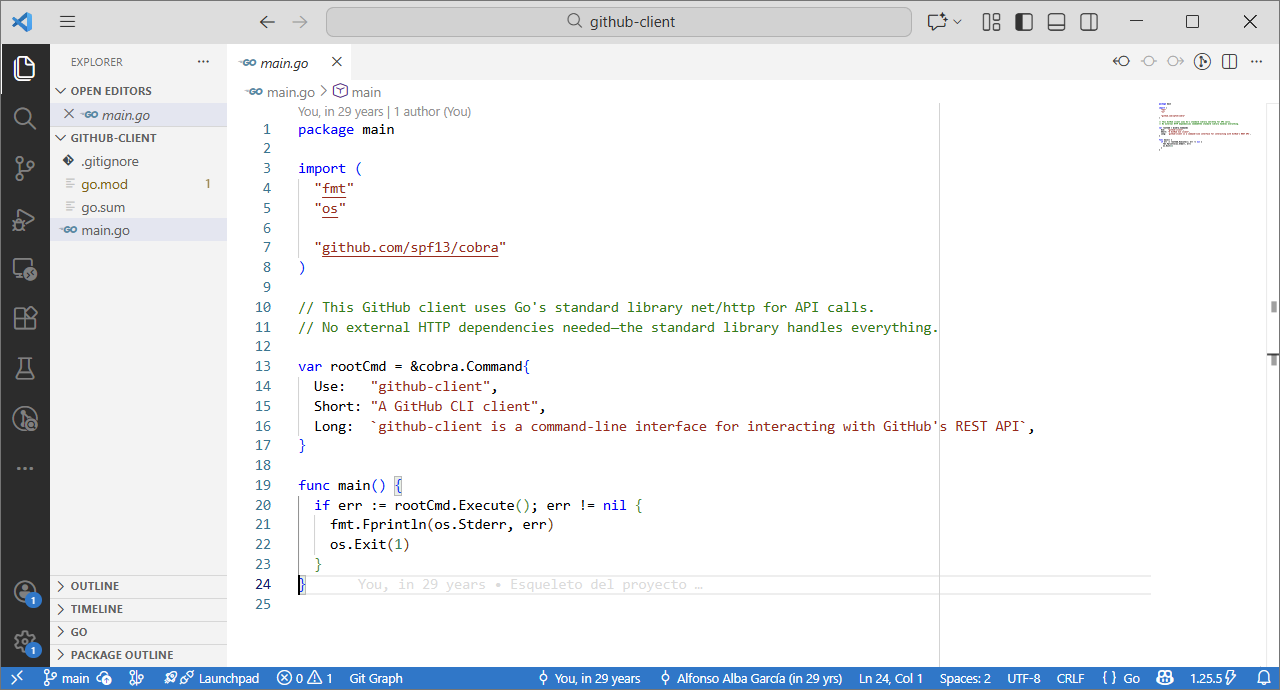 github-client
EXPLORER
OPEN EDITORS
main.go
GITHUB-CLIENT
.gitignore
go.mod 1
go.sum
main.go
OUTLINE
TIMELINE
GO
PACKAGE OUTLINE
1
1
main.go
main.go > main
You, in 29 years | 1 author (You)
1 package main
2
3 import (
4 "fmt"
5 "os"
6
7 "github.com/spf13/cobra"
8 )
9
10 // This GitHub client uses Go's standard library net/http for API calls.
11 // No external HTTP dependencies needed—the standard library handles everything.
12
13 var rootCmd = &cobra.Command{
14 Use:   "github-client",
15 Short: "A GitHub CLI client",
16 Long:  `github-client is a command-line interface for interacting with GitHub's REST API`,
17 }
18
19 func main() {
20 if err := rootCmd.Execute(); err != nil {
21 fmt.Fprintln(os.Stderr, err)
22 os.Exit(1)
23 }
24 } You, in 29 years • Esqueleto del proyecto …
25
main Launchpad 0 1 Git Graph You, in 29 years Alfonso Alba García (in 29 yrs) Ln 24, Col 1 Spaces: 2 UTF-8 CRLF { } Go 1.25.5